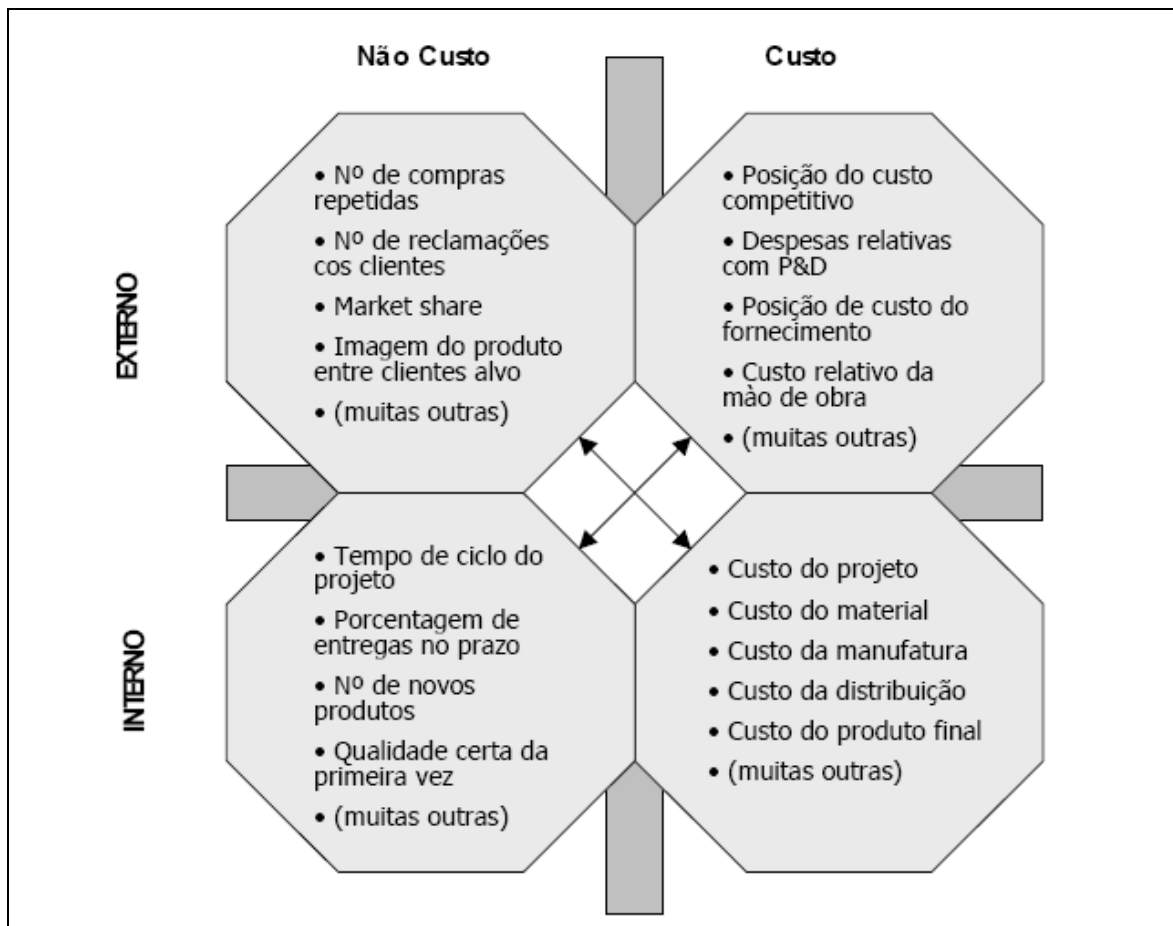 Não Custo
Custo
EXTERNO
• Nº de compras
repetidas
• Nº de reclamações
cos clientes
• Market share
• Imagem do produto
entre clientes alvo
• (muitas outras)
• Posição do custo
competitivo
• Despesas relativas
com P&D
• Posição de custo do
fornecimento
• Custo relativo da
mào de obra
• (muitas outras)
INTERNO
• Tempo de ciclo do
projeto
• Porcentagem de
entregas no prazo
• Nº de novos
produtos
• Qualidade certa da
primeira vez
• (muitas outras)
• Custo do projeto
• Custo do material
• Custo da manufatura
• Custo da distribuição
• Custo do produto final
• (muitas outras)